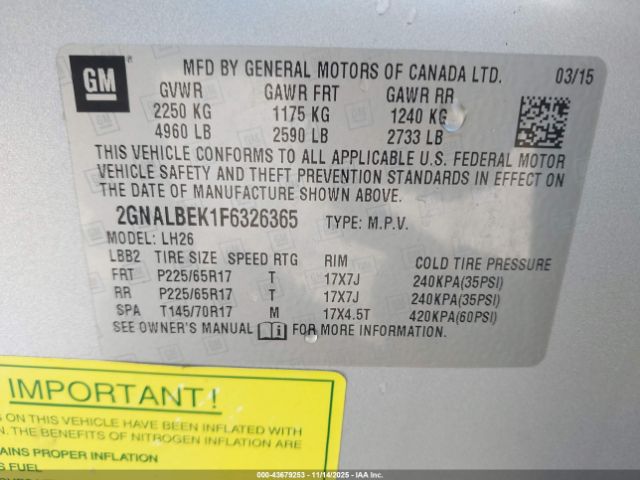 GM
MFD BY GENERAL MOTORS OF CANADA LTD. 03/15
GVWR GAWR FRT GAWR RR
2250 KG 1175 KG 1240 KG
4960 LB 2590 LB 2733 LB
THIS VEHICLE CONFORMS TO ALL APPLICABLE U.S. FEDERAL MOTOR
VEHICLE SAFETY AND THEFT PREVENTION STANDARDS IN EFFECT ON
THE DATE OF MANUFACTURE SHOWN ABOVE.
2GNALBEK1F6326365 TYPE: M.P.V.
MODEL: LH26
LBB2 TIRE SIZE SPEED RTG RIM COLD TIRE PRESSURE
FRT P225/65R17 T 17X7J 240KPA(35PSI)
RR P225/65R17 T 17X7J 240KPA(35PSI)
SPA T145/70R17 M 17X4.5T 420KPA(60PSI)
SEE OWNER'S MANUAL i FOR MORE INFORMATION.
IMPORTANT!
ON THIS VEHICLE HAVE BEEN INFLATED WITH
THE BENEFITS OF NITROGEN INFLATION ARE
PROPER INFLATION
FUEL
000-43679253 11/14/2025 IAA Inc.